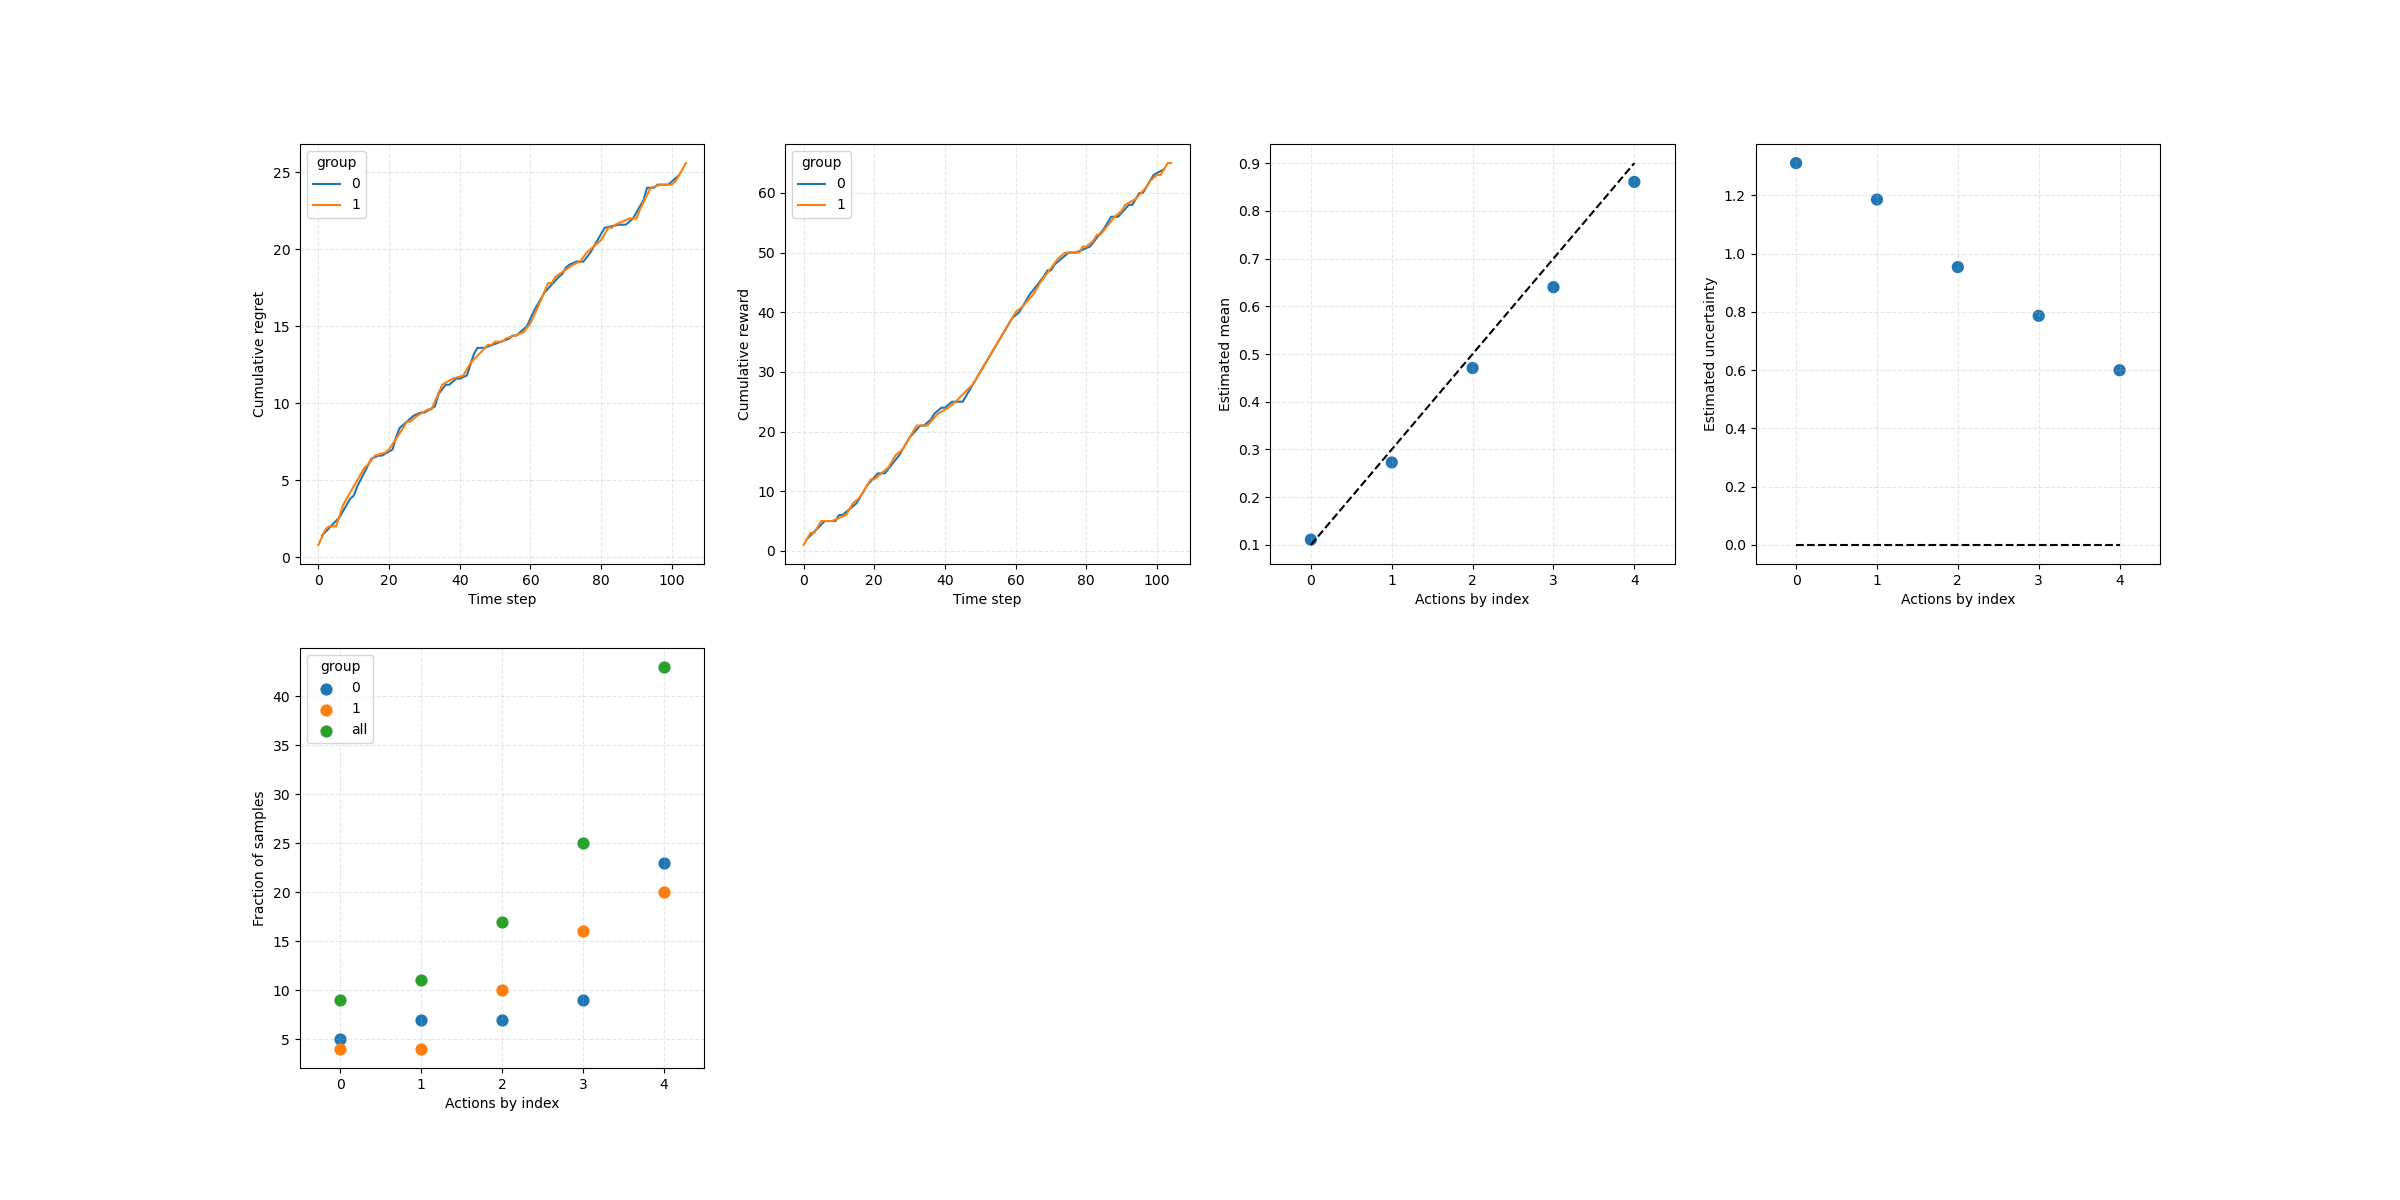 group
0
1
25
20
15
10
5
0
Cumulative regret
0 20 40 60 80 100
Time step
group
0
1
60
50
40
30
20
10
0
Cumulative reward
0 20 40 60 80 100
Time step
0.9
0.8
0.7
0.6
0.5
0.4
0.3
0.2
0.1
Estimated mean
0 1 2 3 4
Actions by index
1.2
1.0
0.8
0.6
0.4
0.2
0.0
Estimated uncertainty
0 1 2 3 4
Actions by index
group
0
1
all
40
35
30
25
20
15
10
5
Fraction of samples
0 1 2 3 4
Actions by index